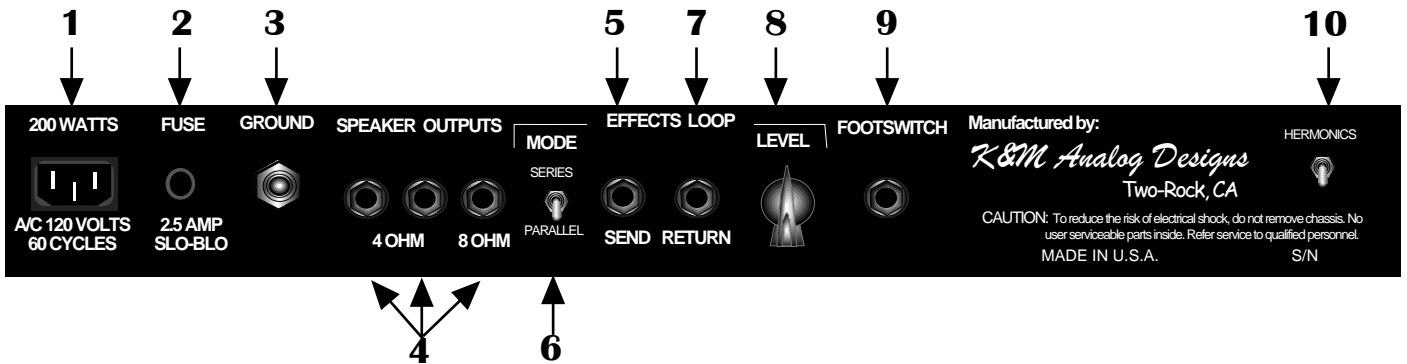 1 2 3 5 7 8 9 10
200 WATTS FUSE GROUND SPEAKER OUTPUTS EFFECTS LOOP FOOTSWITCH Manufactured by: HERMONICS
MODE LEVEL
SERIES
K&M Analog Designs
Two-Rock, CA
A/C 120 VOLTS 2.5 AMP PARALLEL
60 CYCLES SLO-BLO 4 OHM 8 OHM SEND RETURN
CAUTION: To reduce the risk of electrical shock, do not remove chassis. No
user serviceable parts inside. Refer service to qualified personnel.
MADE IN U.S.A. S/N
4 6